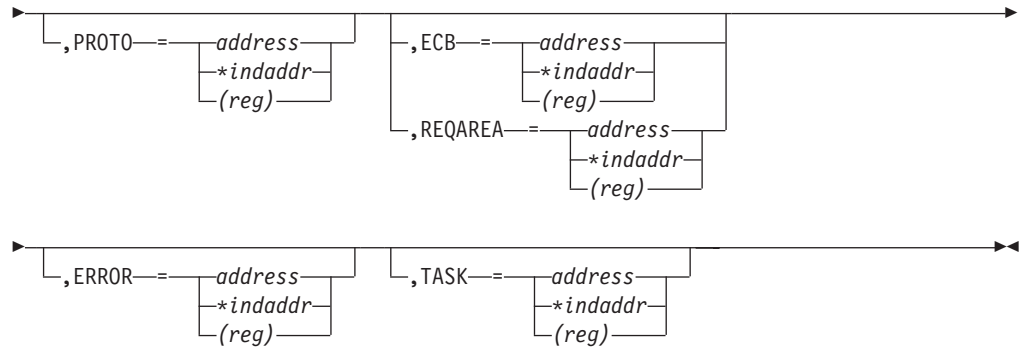 ,PROTO = address ,ECB = address
*indaddr *indaddr
(reg) (reg)
,REQAREA = address
*indaddr
(reg)
,ERROR = address ,TASK = address
*indaddr *indaddr
(reg) (reg)